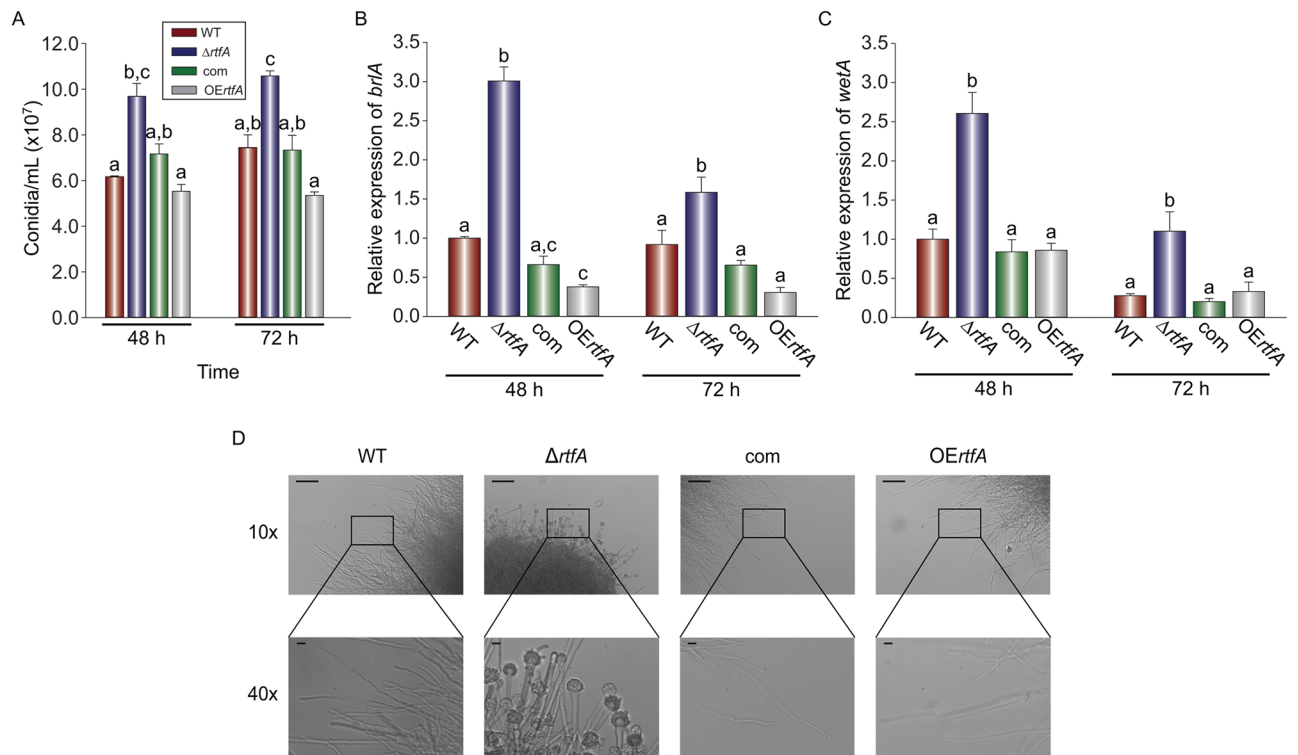 A
WT
ΔrtfA
com
OErtfA
12.0
10.0
8.0
6.0
4.0
2.0
0.0
Conidia/mL (x10⁷)
a
b,c
a,b
a
a,b
c
a,b
a
48 h
72 h
Time
B
3.5
3.0
2.5
2.0
1.5
1.0
0.5
0.0
Relative expression of brlA
a
b
a,c
c
a
b
a
a
WT
ΔrtfA
com
OErtfA
WT
ΔrtfA
com
OErtfA
48 h
72 h
C
3.5
3.0
2.5
2.0
1.5
1.0
0.5
0.0
Relative expression of wetA
a
b
a
a
a
b
a
a
WT
ΔrtfA
com
OErtfA
WT
ΔrtfA
com
OErtfA
48 h
72 h
D
WT
ΔrtfA
com
OErtfA
10x
40x